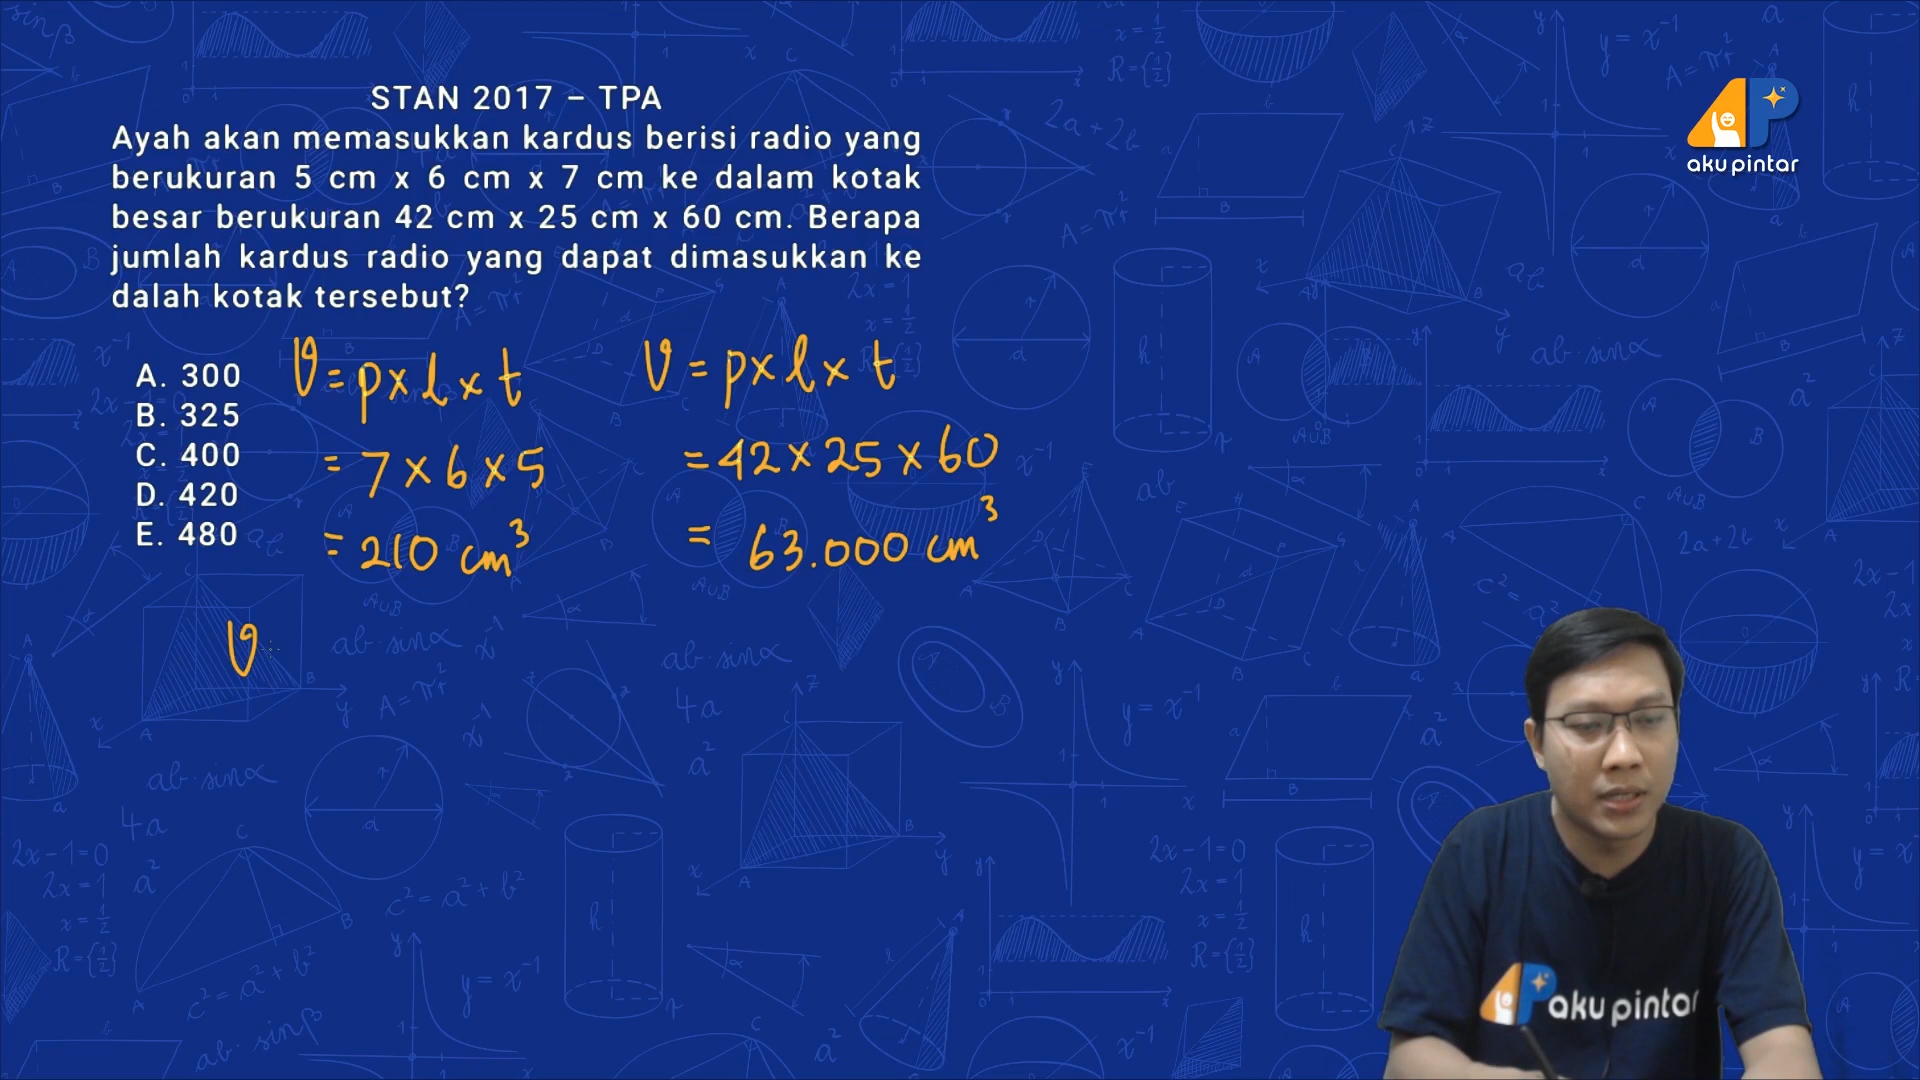 STAN 2017 – TPA
Ayah akan memasukkan kardus berisi radio yang
berukuran 5 cm x 6 cm x 7 cm ke dalam kotak
besar berukuran 42 cm x 25 cm x 60 cm. Berapa
jumlah kardus radio yang dapat dimasukkan ke
dalah kotak tersebut?
A. 300
B. 325
C. 400
D. 420
E. 480
V = p x l x t
= 7 x 6 x 5
= 210 cm³
V = p x l x t
= 42 x 25 x 60
= 63.000 cm³
V
aku pintar
aku pintar